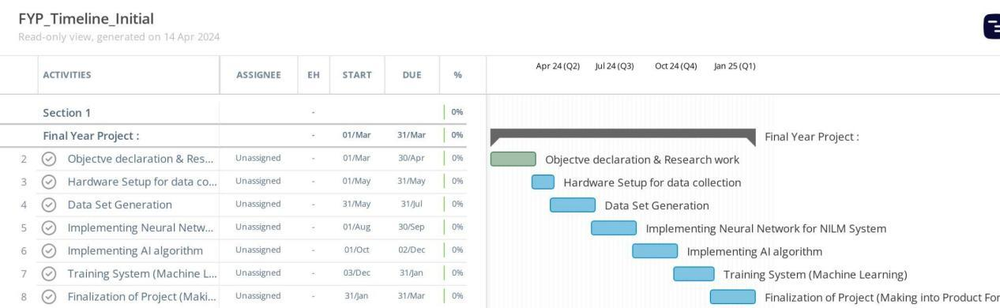 FYP_Timeline_Initial
Read-only view, generated on 14 Apr 2024
ACTIVITIES ASSIGNEE EH START DUE % Apr 24 (Q2) Jul 24 (Q3) Oct 24 (Q4) Jan 25 (Q1)
Section 1 - 0%
Final Year Project : - 01/Mar 31/Mar 0% Final Year Project :
2 Objectve declaration & Res... Unassigned - 01/Mar 30/Apr 0% Objectve declaration & Research work
3 Hardware Setup for data co... Unassigned - 01/May 31/May 0% Hardware Setup for data collection
4 Data Set Generation Unassigned - 31/May 31/Jul 0% Data Set Generation
5 Implementing Neural Netw... Unassigned - 01/Aug 30/Sep 0% Implementing Neural Network for NILM System
6 Implementing AI algorithm Unassigned - 01/Oct 02/Dec 0% Implementing AI algorithm
7 Training System (Machine L... Unassigned - 03/Dec 31/Jan 0% Training System (Machine Learning)
8 Finalization of Project (Maki... Unassigned - 31/Jan 31/Mar 0% Finalization of Project (Making into Product For